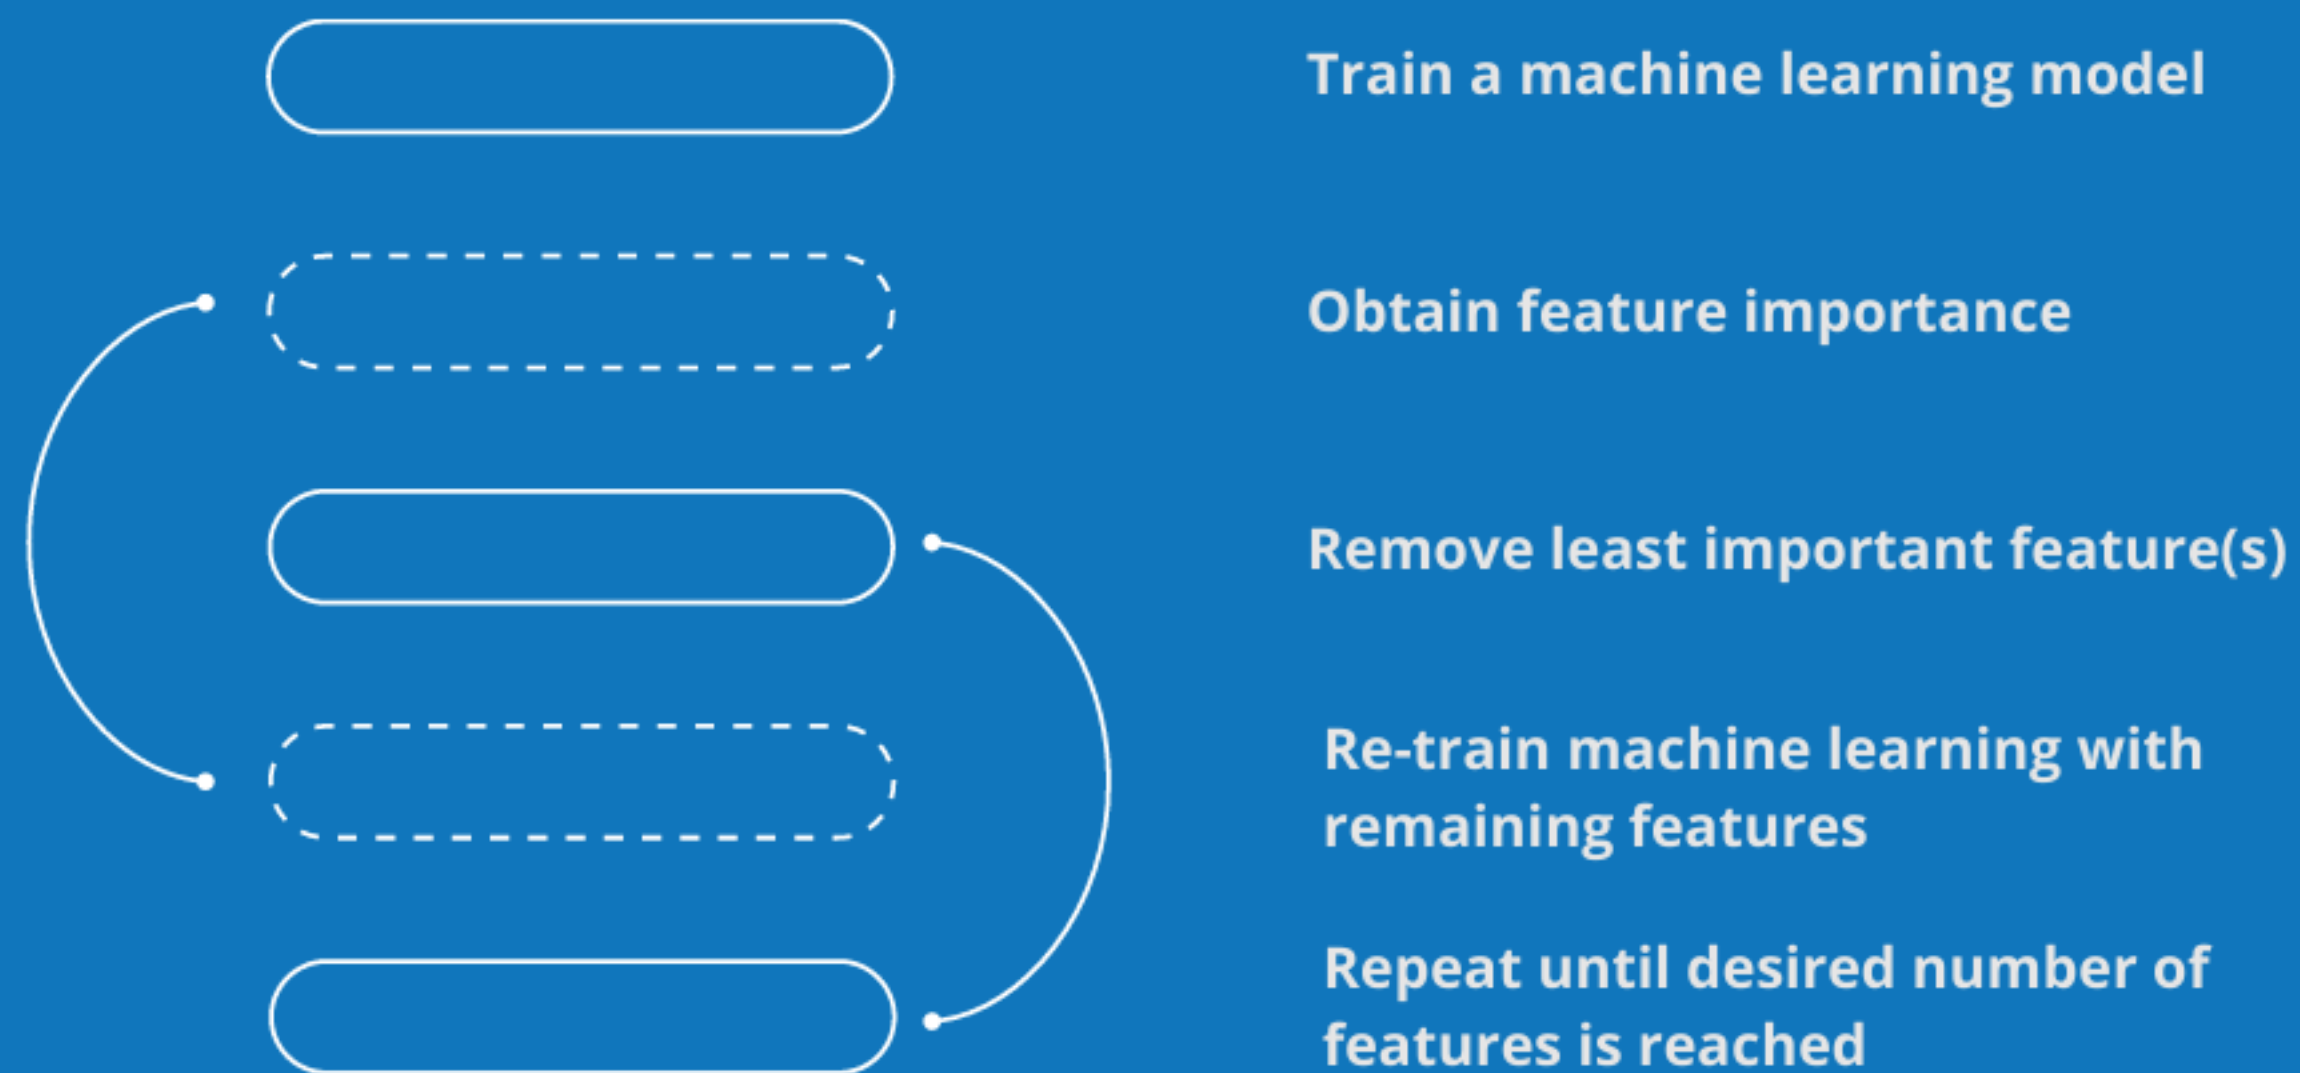 Train a machine learning model
Obtain feature importance
Remove least important feature(s)
Re-train machine learning with
remaining features
Repeat until desired number of
features is reached